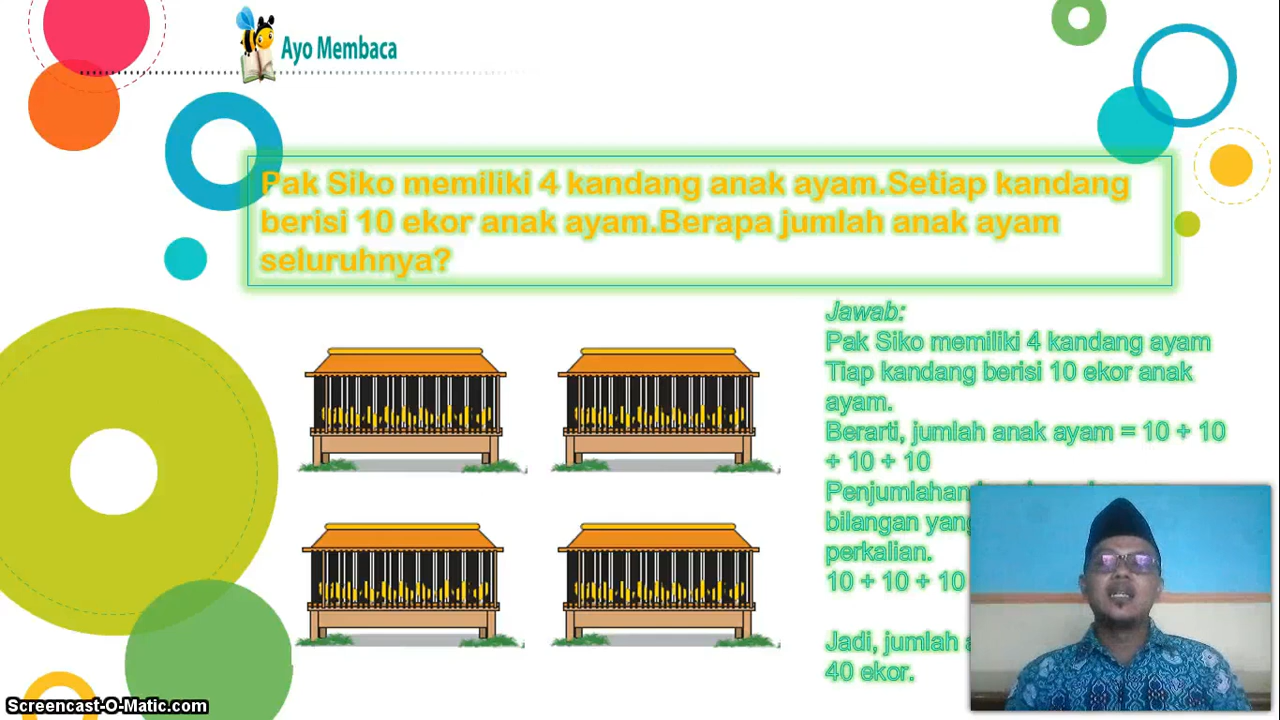 Ayo Membaca
Pak Siko memiliki 4 kandang anak ayam.Setiap kandang
berisi 10 ekor anak ayam.Berapa jumlah anak ayam
seluruhnya?
Jawab:
Pak Siko memiliki 4 kandang ayam
Tiap kandang berisi 10 ekor anak
ayam.
Berarti, jumlah anak ayam = 10 + 10
+ 10 + 10
Penjumlahan
bilangan yang
perkalian.
10 + 10 + 10
Jadi, jumlah
40 ekor.
Screencast-O-Matic.com